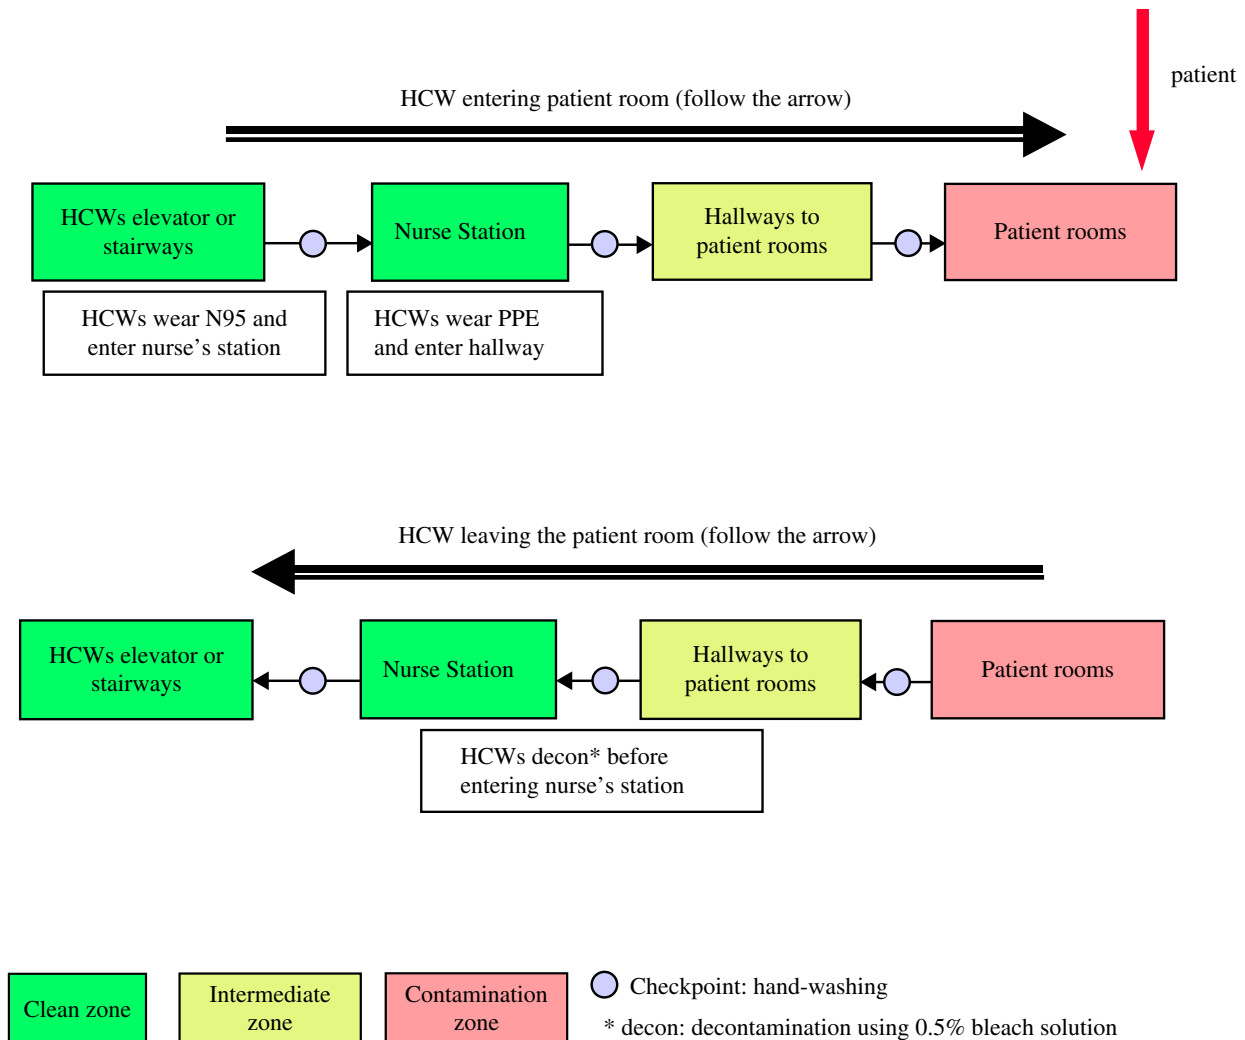 patient
HCW entering patient room (follow the arrow)
HCWs elevator or
stairways
Nurse Station
Hallways to
patient rooms
Patient rooms
HCWs wear N95 and
enter nurse’s station
HCWs wear PPE
and enter hallway
HCW leaving the patient room (follow the arrow)
HCWs elevator or
stairways
Nurse Station
Hallways to
patient rooms
Patient rooms
HCWs decon* before
entering nurse’s station
Clean zone
Intermediate
zone
Contamination
zone
Checkpoint: hand-washing
* decon: decontamination using 0.5% bleach solution